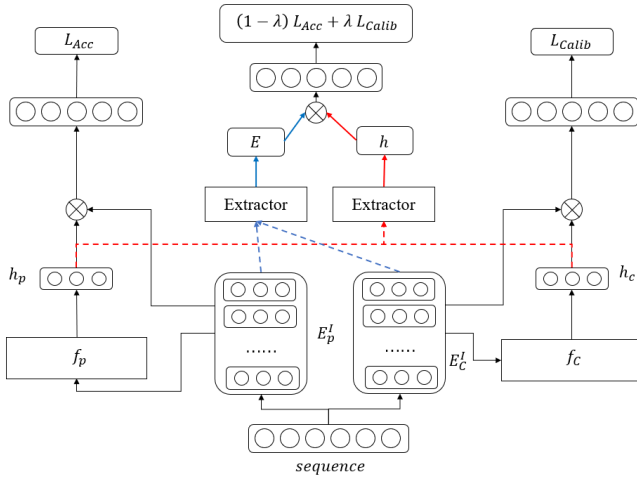 (1 − λ) L_Acc + λ L_Calib
L_Acc
L_Calib
E
h
Extractor
Extractor
h_p
h_c
E_p^I
f_p
......
......
E_C^I
f_C
sequence